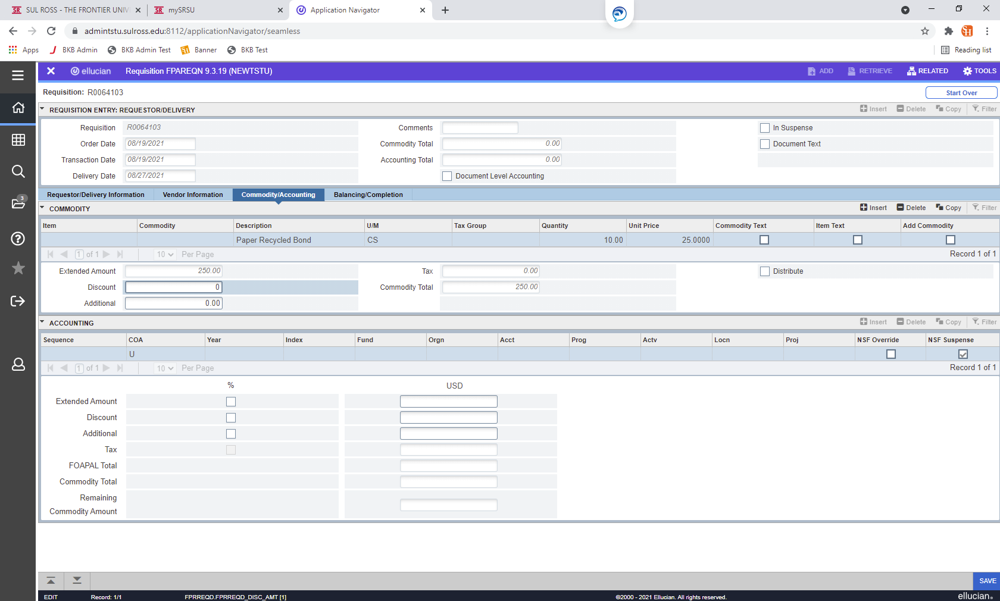 SUL ROSS - THE FRONTIER UNIV
mySRSU
Application Navigator
admintstu.sulross.edu:8112/applicationNavigator/seamless
Apps BKB Admin BKB Admin Test Banner BKB Test Reading list
ellucian Requisition FPAREQN 9.3.19 (NEWTSTU) ADD RETRIEVE RELATED TOOLS
Requisition: R0064103 Start Over
REQUISITION ENTRY: REQUESTOR/DELIVERY Insert Delete Copy Filter
Requisition R0064103 Comments In Suspense
Order Date 08/19/2021 Commodity Total 0.00 Document Text
Transaction Date 08/19/2021 Accounting Total 0.00
3
Delivery Date 08/27/2021 Document Level Accounting
Requestor/Delivery Information Vendor Information Commodity/Accounting Balancing/Completion
COMMODITY Insert Delete Copy Filter
Item Commodity Description U/M Tax Group Quantity Unit Price Commodity Text Item Text Add Commodity
Paper Recycled Bond CS 10.00 25.0000
1 of 1 10 Per Page Record 1 of 1
Extended Amount 250.00 Tax 0.00 Distribute
Discount 0 Commodity Total 250.00
Additional 0.00
ACCOUNTING Insert Delete Copy Filter
Sequence COA Year Index Fund Orgn Acct Prog Actv Locn Proj NSF Override NSF Suspense
U
1 of 1 10 Per Page Record 1 of 1
% USD
Extended Amount
Discount
Additional
Tax
FOAPAL Total
Commodity Total
Remaining
Commodity Amount
SAVE
EDIT Record: 1/1 FPRREQD.FPRREQD_DISC_AMT [1] ©2000 - 2021 Ellucian. All rights reserved. ellucian